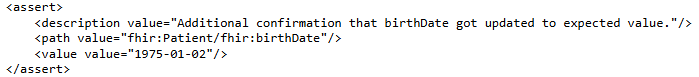 <assert>
    <description value="Additional confirmation that birthDate got updated to expected value."/>
    <path value="fhir:Patient/fhir:birthDate"/>
    <value value="1975-01-02"/>
</assert>